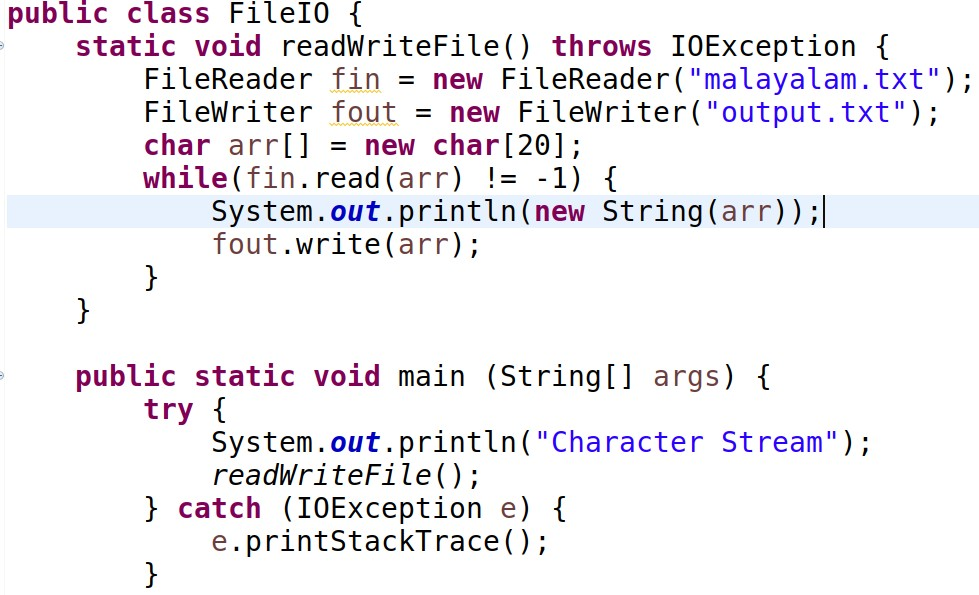 public class FileIO {
static void readWriteFile() throws IOException {
FileReader fin = new FileReader("malayalam.txt");
FileWriter fout = new FileWriter("output.txt");
char arr[] = new char[20];
while(fin.read(arr) != -1) {
System.out.println(new String(arr));
fout.write(arr);
}
}
public static void main (String[] args) {
try {
System.out.println("Character Stream");
readWriteFile();
} catch (IOException e) {
e.printStackTrace();
}